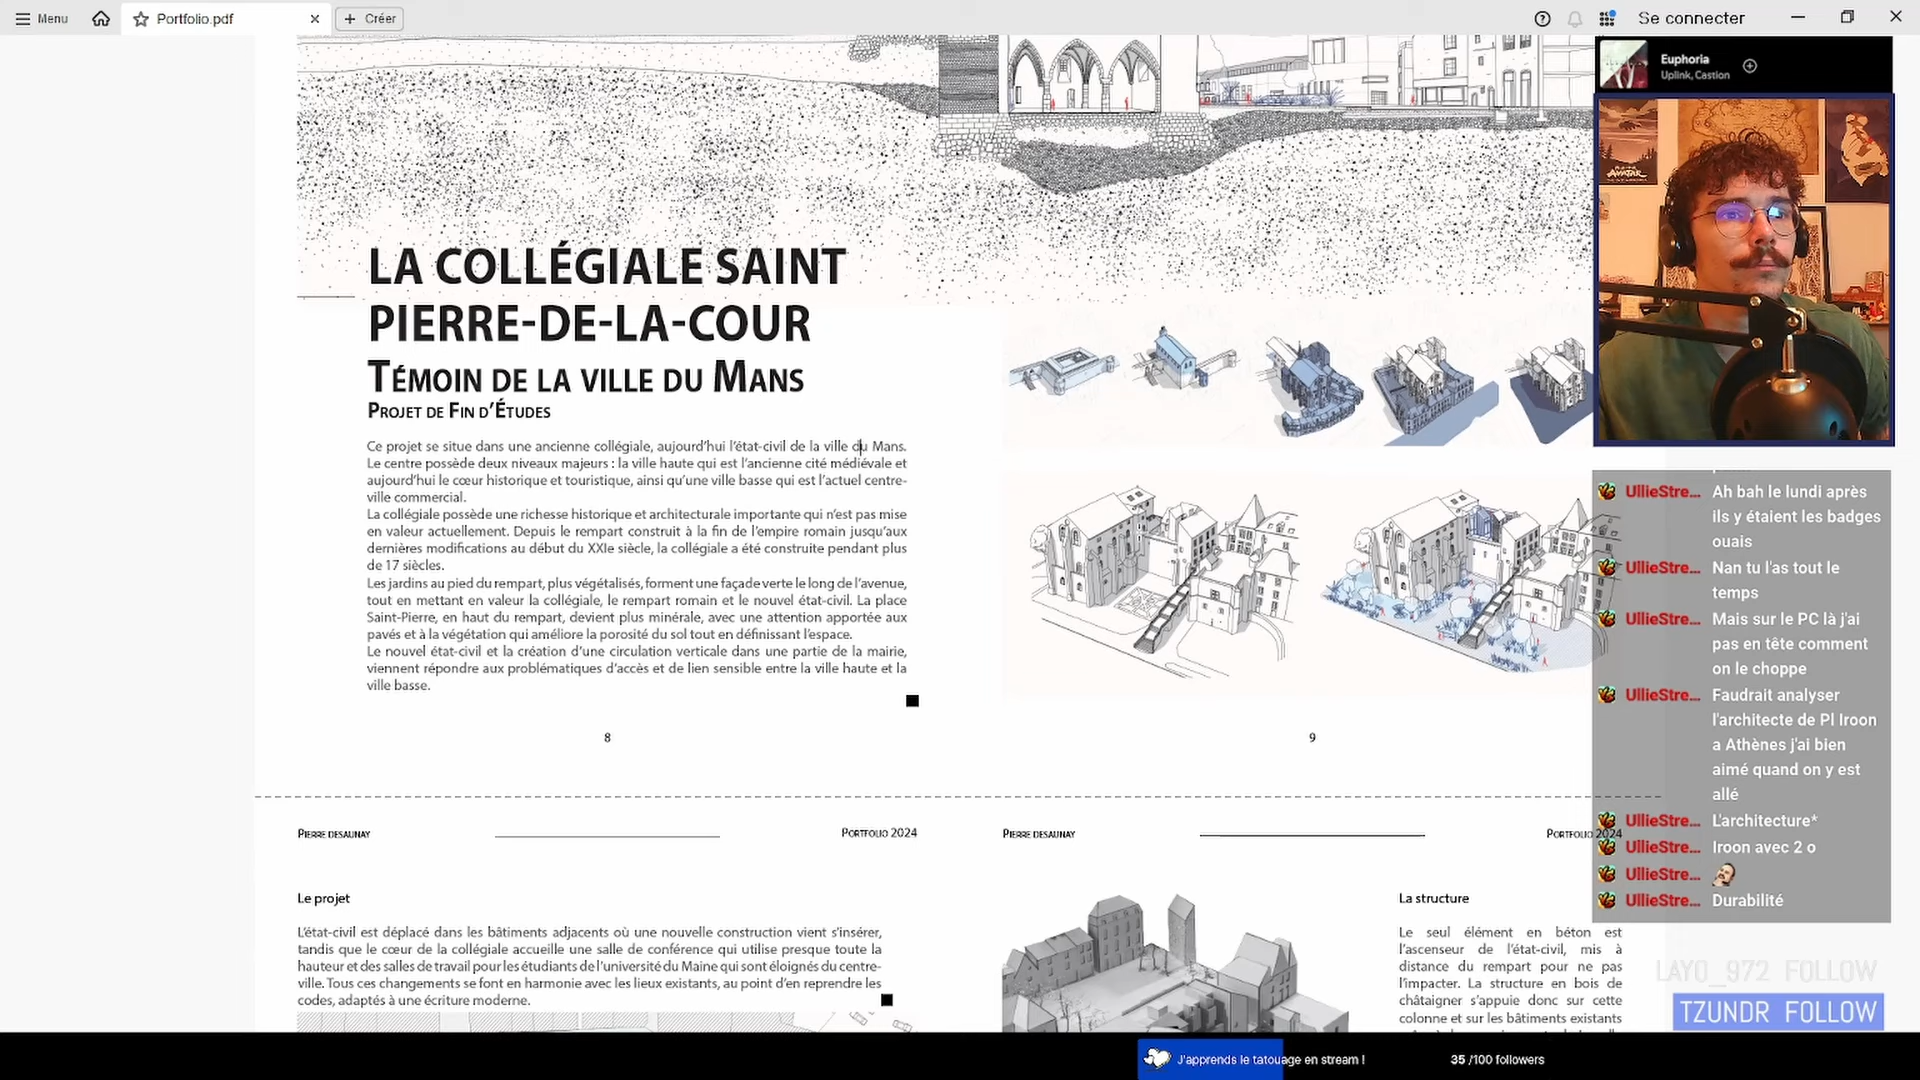 Menu
Portfolio.pdf
Créer
Se connecter
Euphoria
Uplink, Castion
AVATAR
LA COLLÉGIALE SAINT
PIERRE-DE-LA-COUR
TÉMOIN DE LA VILLE DU MANS
PROJET DE FIN D'ÉTUDES
Ce projet se situe dans une ancienne collégiale, aujourd'hui l'état-civil de la ville du Mans.
Le centre possède deux niveaux majeurs : la ville haute qui est l'ancienne cité médiévale et
aujourd'hui le cœur historique et touristique, ainsi qu'une ville basse qui est l'actuel centre-
ville commercial.
La collégiale possède une richesse historique et architecturale importante qui n'est pas mise
en valeur actuellement. Depuis le rempart construit à la fin de l'empire romain jusqu'aux
dernières modifications au début du XXIe siècle, la collégiale a été construite pendant plus
de 17 siècles.
Les jardins au pied du rempart, plus végétalisés, forment une façade verte le long de l'avenue,
tout en mettant en valeur la collégiale, le rempart romain et le nouvel état-civil. La place
Saint-Pierre, en haut du rempart, devient plus minérale, avec une attention apportée aux
pavés et à la végétation qui améliore la porosité du sol tout en définissant l'espace.
Le nouvel état-civil et la création d'une circulation verticale dans une partie de la mairie,
viennent répondre aux problématiques d'accès et de lien sensible entre la ville haute et la
ville basse.
8
9
PIERRE DESAUNAY
PORTFOLIO 2024
PIERRE DESAUNAY
PORTFOLIO 2024
Le projet
L'état-civil est déplacé dans les bâtiments adjacents où une nouvelle construction vient s'insérer,
tandis que le cœur de la collégiale accueille une salle de conférence qui utilise presque toute la
hauteur et des salles de travail pour les étudiants de l'université du Maine qui sont éloignés du centre-
ville. Tous ces changements se font en harmonie avec les lieux existants, au point d'en reprendre les
codes, adaptés à une écriture moderne.
La structure
Le seul élément en béton est
l'ascenseur de l'état-civil, mis à
distance du rempart pour ne pas
l'impacter. La structure en bois de
châtaigner s'appuie donc sur cette
colonne et sur les bâtiments existants
UllieStre... Ah bah le lundi après
ils y étaient les badges
ouais
UllieStre... Nan tu l'as tout le
temps
UllieStre... Mais sur le PC là j'ai
pas en tête comment
on le choppe
UllieStre... Faudrait analyser
l'architecte de Pl Iroon
a Athènes j'ai bien
aimé quand on y est
allé
UllieStre... L'architecture*
UllieStre... Iroon avec 2 o
UllieStre...
UllieStre... Durabilité
LAYO_972 FOLLOW
TZUNDR FOLLOW
J'apprends le tatouage en stream !
35 /100 followers